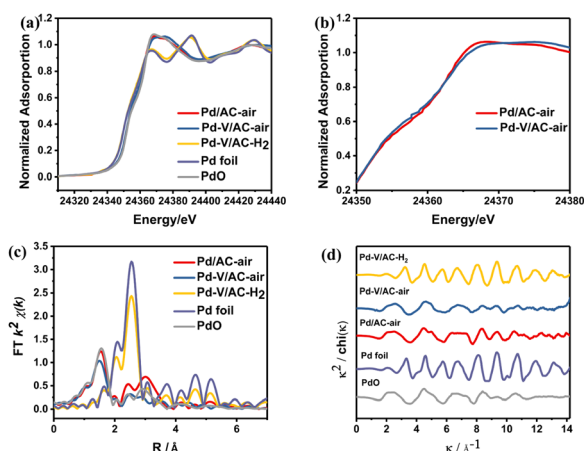 (a)
Normalized Adsorportion
1.2
1.0
0.8
0.6
0.4
0.2
0.0
Pd/AC-air
Pd-V/AC-air
Pd-V/AC-H₂
Pd foil
PdO
24320 24340 24360 24380 24400 24420 24440
Energy/eV
(b)
Normalized Adsorportion
1.2
1.0
0.8
0.6
0.4
0.2
Pd/AC-air
Pd-V/AC-air
24350 24360 24370 24380
Energy/eV
(c)
FT k² χ(k)
3.5
3.0
2.5
2.0
1.5
1.0
0.5
0.0
Pd/AC-air
Pd-V/AC-air
Pd-V/AC-H₂
Pd foil
PdO
0 1 2 3 4 5 6 7
R /Å
(d)
κ² / chi(κ)
Pd-V/AC-H₂
Pd-V/AC-air
Pd/AC-air
Pd foil
PdO
0 2 4 6 8 10 12 14
κ / Å⁻¹